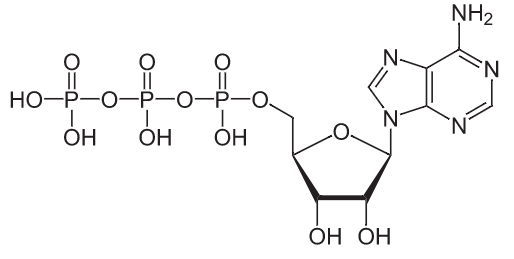 NH₂
O O O N N
HO P O P O P O
OH OH OH O N N
OH OH